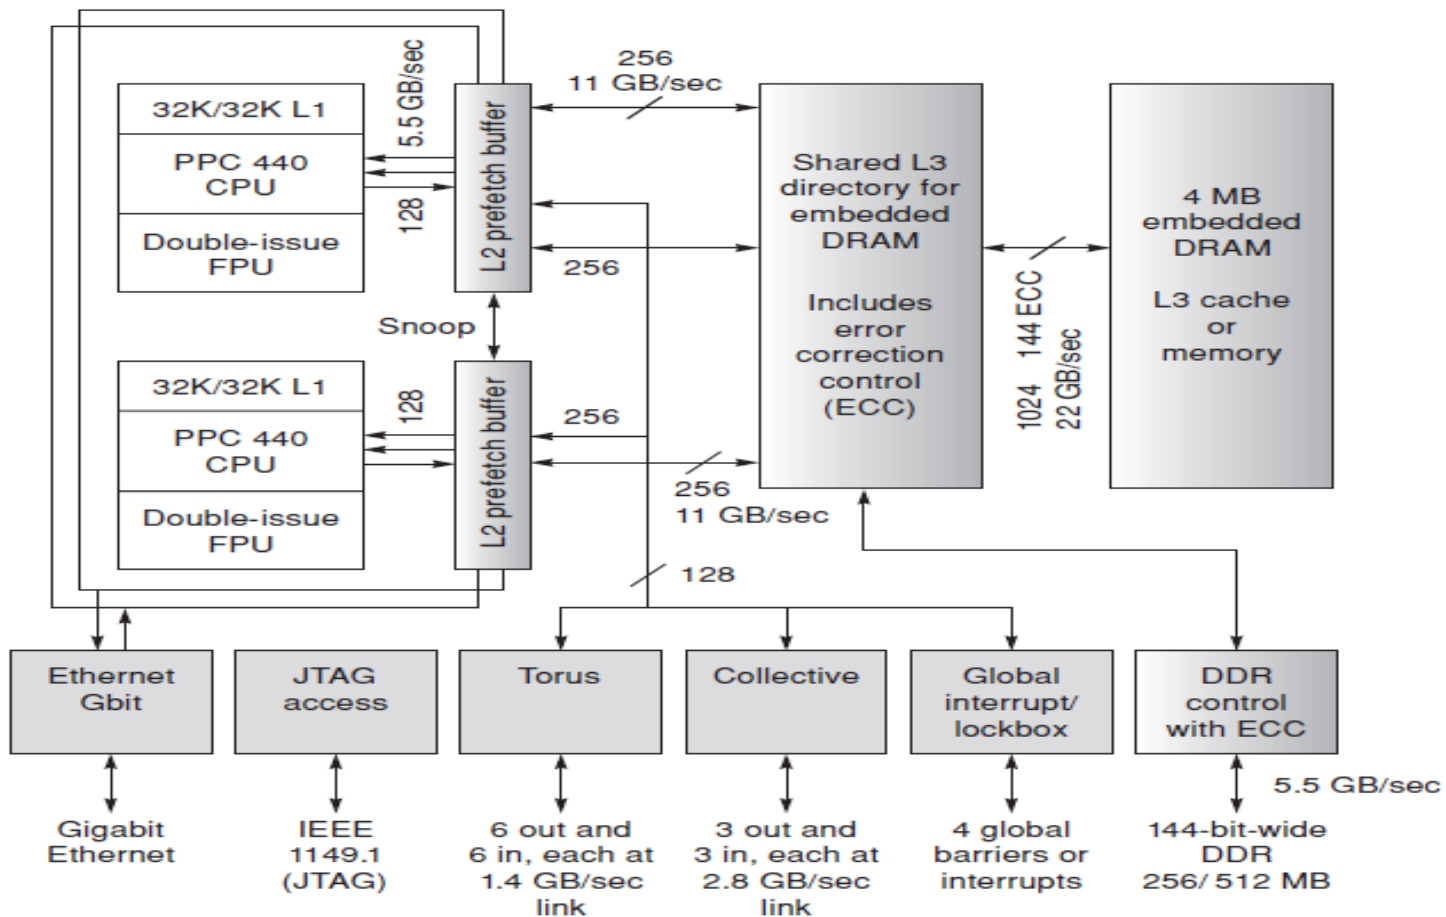 256
11 GB/sec
5.5 GB/sec
32K/32K L1
PPC 440
CPU
Double-issue
FPU
128
L2 prefetch buffer
256
Snoop
32K/32K L1
PPC 440
CPU
Double-issue
FPU
128
L2 prefetch buffer
256
256
11 GB/sec
128
Shared L3
directory for
embedded
DRAM
Includes
error
correction
control
(ECC)
1024 144 ECC
22 GB/sec
4 MB
embedded
DRAM
L3 cache
or
memory
Ethernet
Gbit
JTAG
access
Torus
Collective
Global
interrupt/
lockbox
DDR
control
with ECC
5.5 GB/sec
Gigabit
Ethernet
IEEE
1149.1
(JTAG)
6 out and
6 in, each at
1.4 GB/sec
link
3 out and
3 in, each at
2.8 GB/sec
link
4 global
barriers or
interrupts
144-bit-wide
DDR
256/ 512 MB